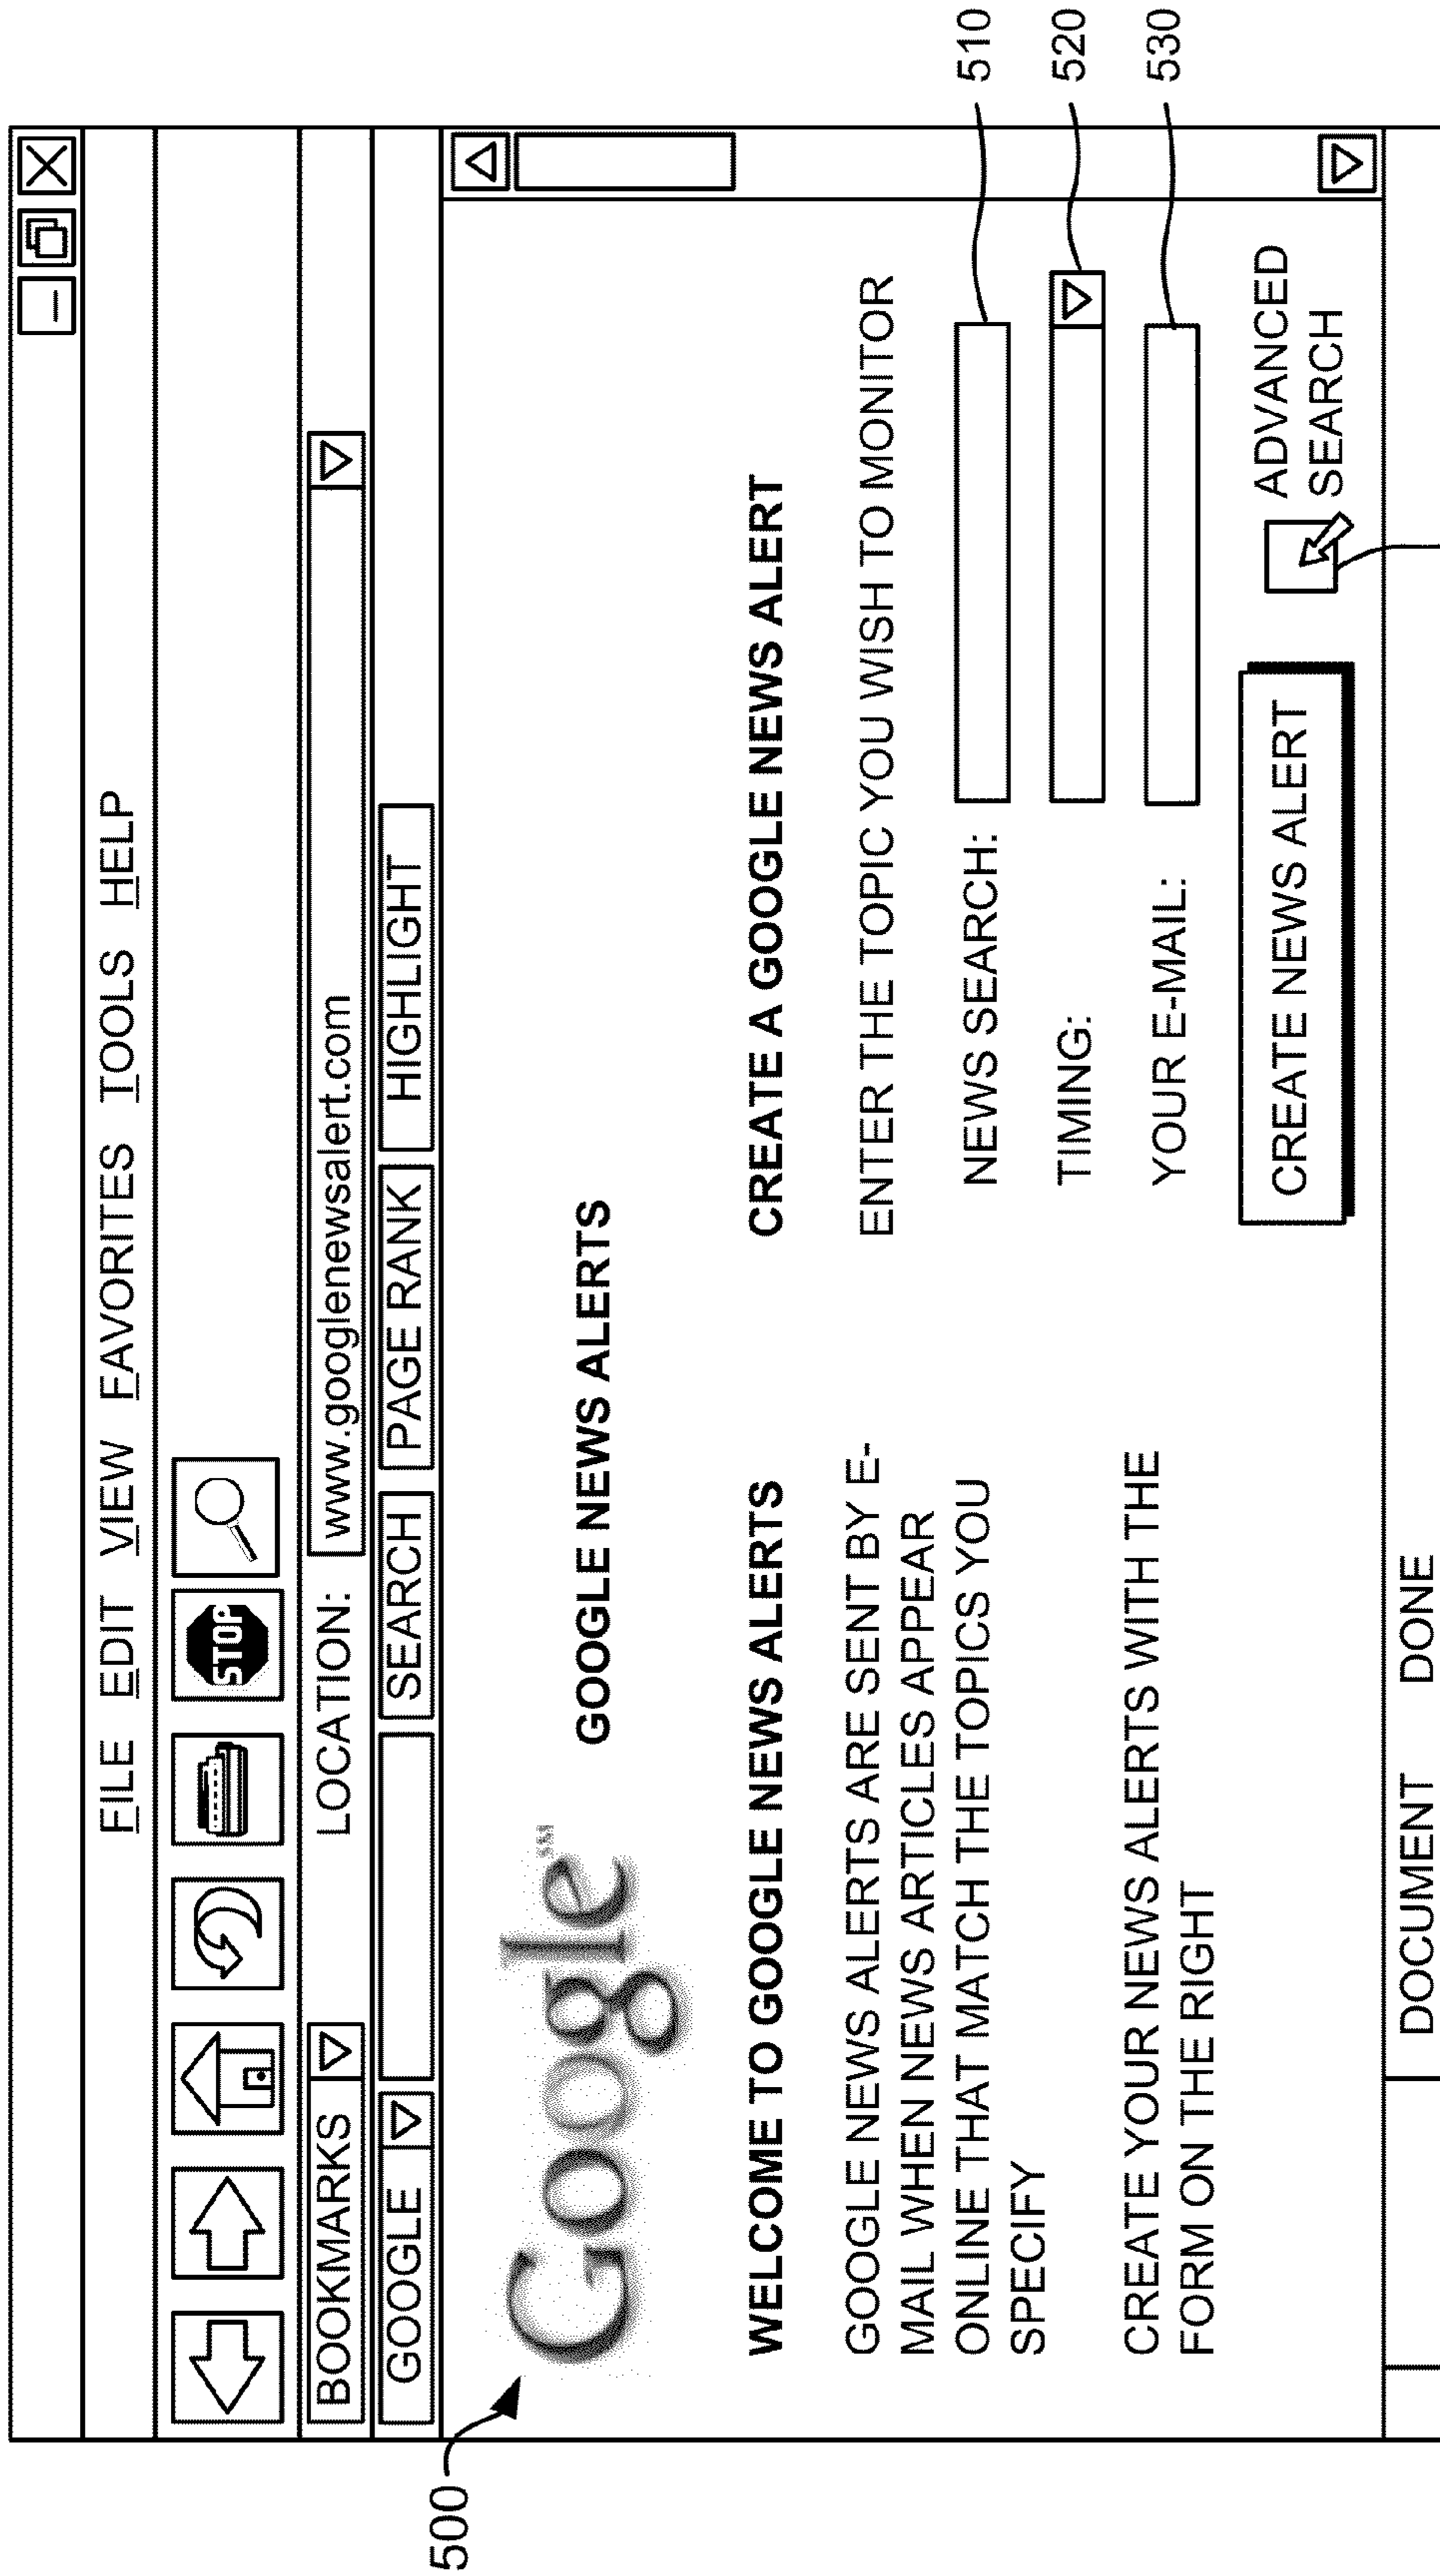 FILE EDIT VIEW FAVORITES TOOLS HELP
STOP
BOOKMARKS LOCATION: www.googlenewsalert.com
GOOGLE SEARCH PAGE RANK HIGHLIGHT
500
Google SM
GOOGLE NEWS ALERTS
WELCOME TO GOOGLE NEWS ALERTS
GOOGLE NEWS ALERTS ARE SENT BY E-
MAIL WHEN NEWS ARTICLES APPEAR
ONLINE THAT MATCH THE TOPICS YOU
SPECIFY
CREATE YOUR NEWS ALERTS WITH THE
FORM ON THE RIGHT
CREATE A GOOGLE NEWS ALERT
ENTER THE TOPIC YOU WISH TO MONITOR
NEWS SEARCH: 510
TIMING: 520
YOUR E-MAIL: 530
CREATE NEWS ALERT
ADVANCED
SEARCH
DOCUMENT DONE